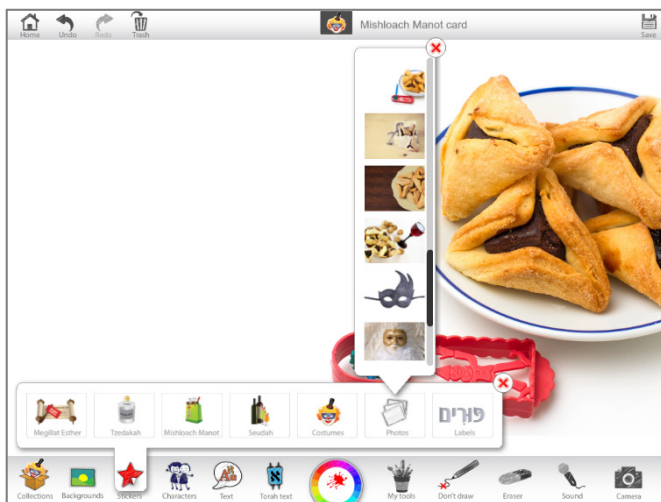 Home Undo Redo Trash Mishloach Manot card Save
Megillat Esther Tzedakah Mishloach Manot Seudah Costumes Photos פּוּרִים Labels
Collections Backgrounds Stickers Characters Text Torah text My tools Don't draw Eraser Sound Camera